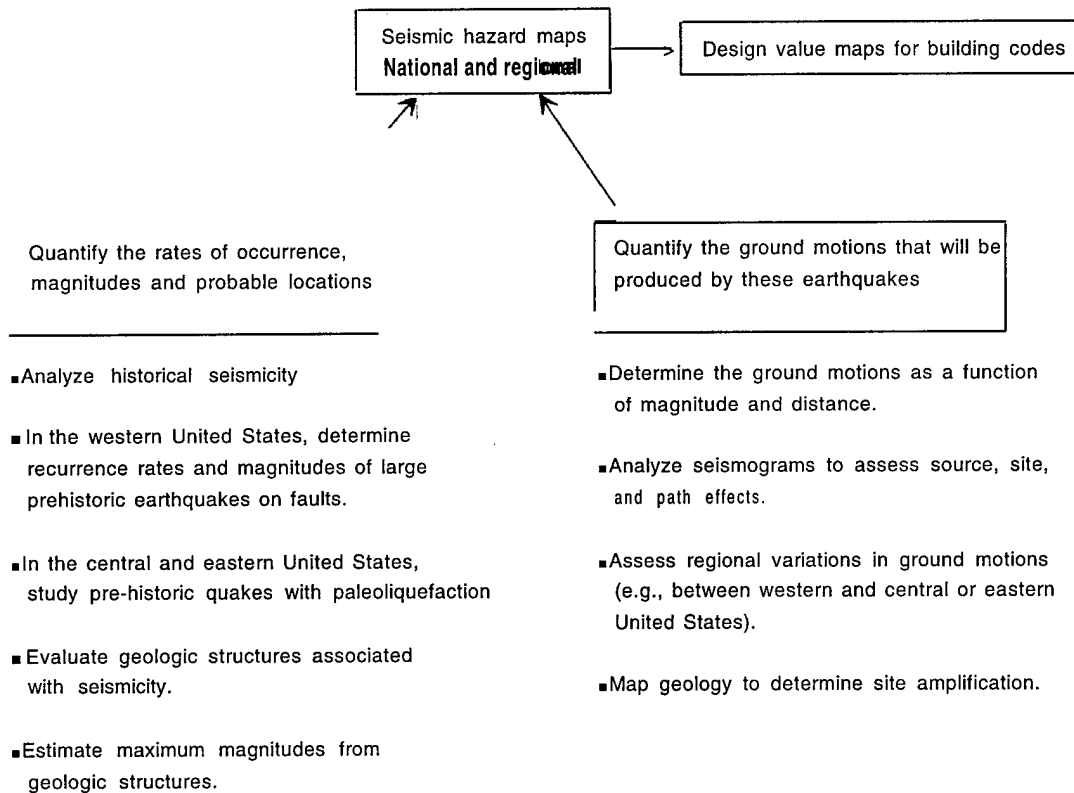 Seismic hazard maps
National and regional
Design value maps for building codes
Quantify the rates of occurrence,
magnitudes and probable locations
■Analyze historical seismicity
■ In the western United States, determine
recurrence rates and magnitudes of large
prehistoric earthquakes on faults.
■In the central and eastern United States,
study pre-historic quakes with paleoliquefaction
■ Evaluate geologic structures associated
with seismicity.
■Estimate maximum magnitudes from
geologic structures.
Quantify the ground motions that will be
produced by these earthquakes
■Determine the ground motions as a function
of magnitude and distance.
■Analyze seismograms to assess source, site,
and path effects.
■Assess regional variations in ground motions
(e.g., between western and central or eastern
United States).
■Map geology to determine site amplification.